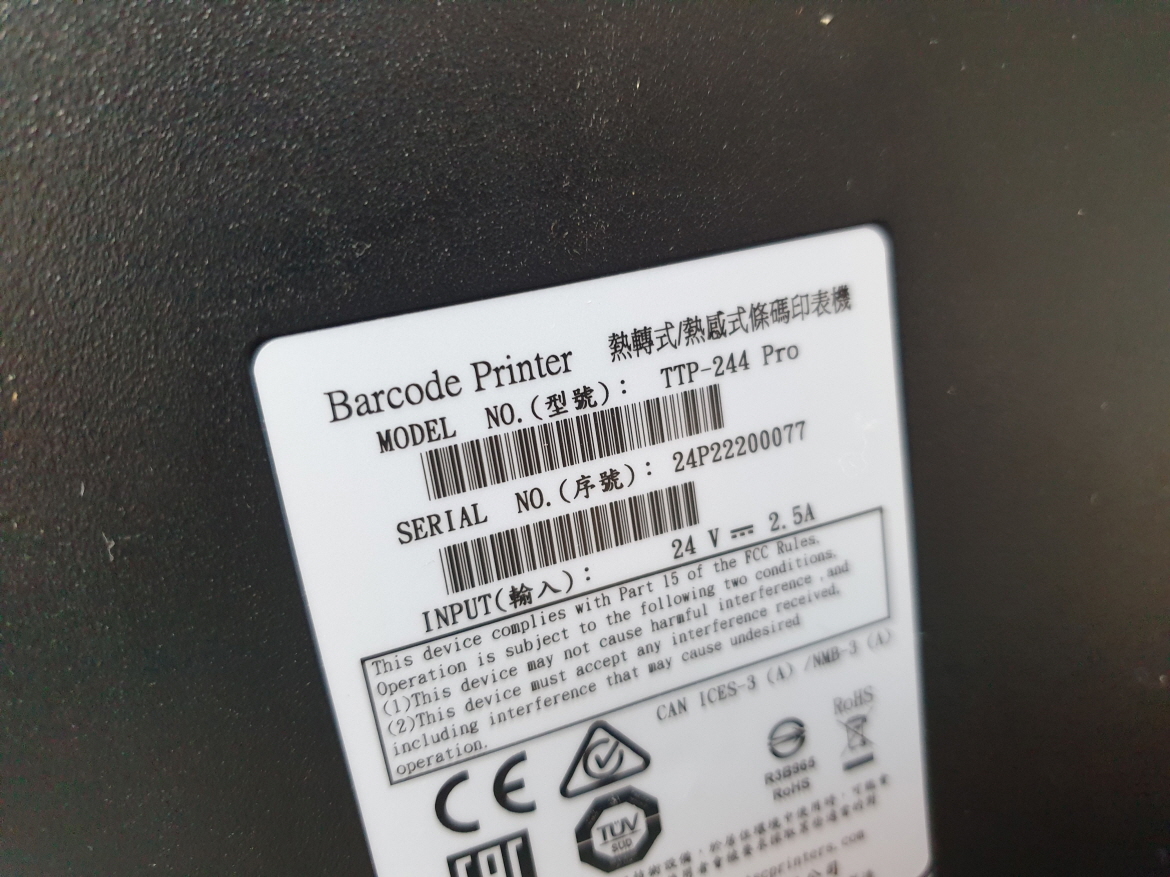 Barcode Printer 熱轉式/熱感式條碼印表機
MODEL NO.(型號): TTP-244 Pro
SERIAL NO.(序號): 24P22200077
INPUT(輸入): 24 V 2.5A
This device complies with Part 15 of the FCC Rules.
Operation is subject to the following two conditions.
(1)This device may not cause harmful interference ,and
(2)This device must accept any interference received,
including interference that may cause undesired
operation.
CAN ICES-3 (A) /NMB-3 (A)
CE
RoHS
R3B965
RoHS
TÜV
SÜD
EAC